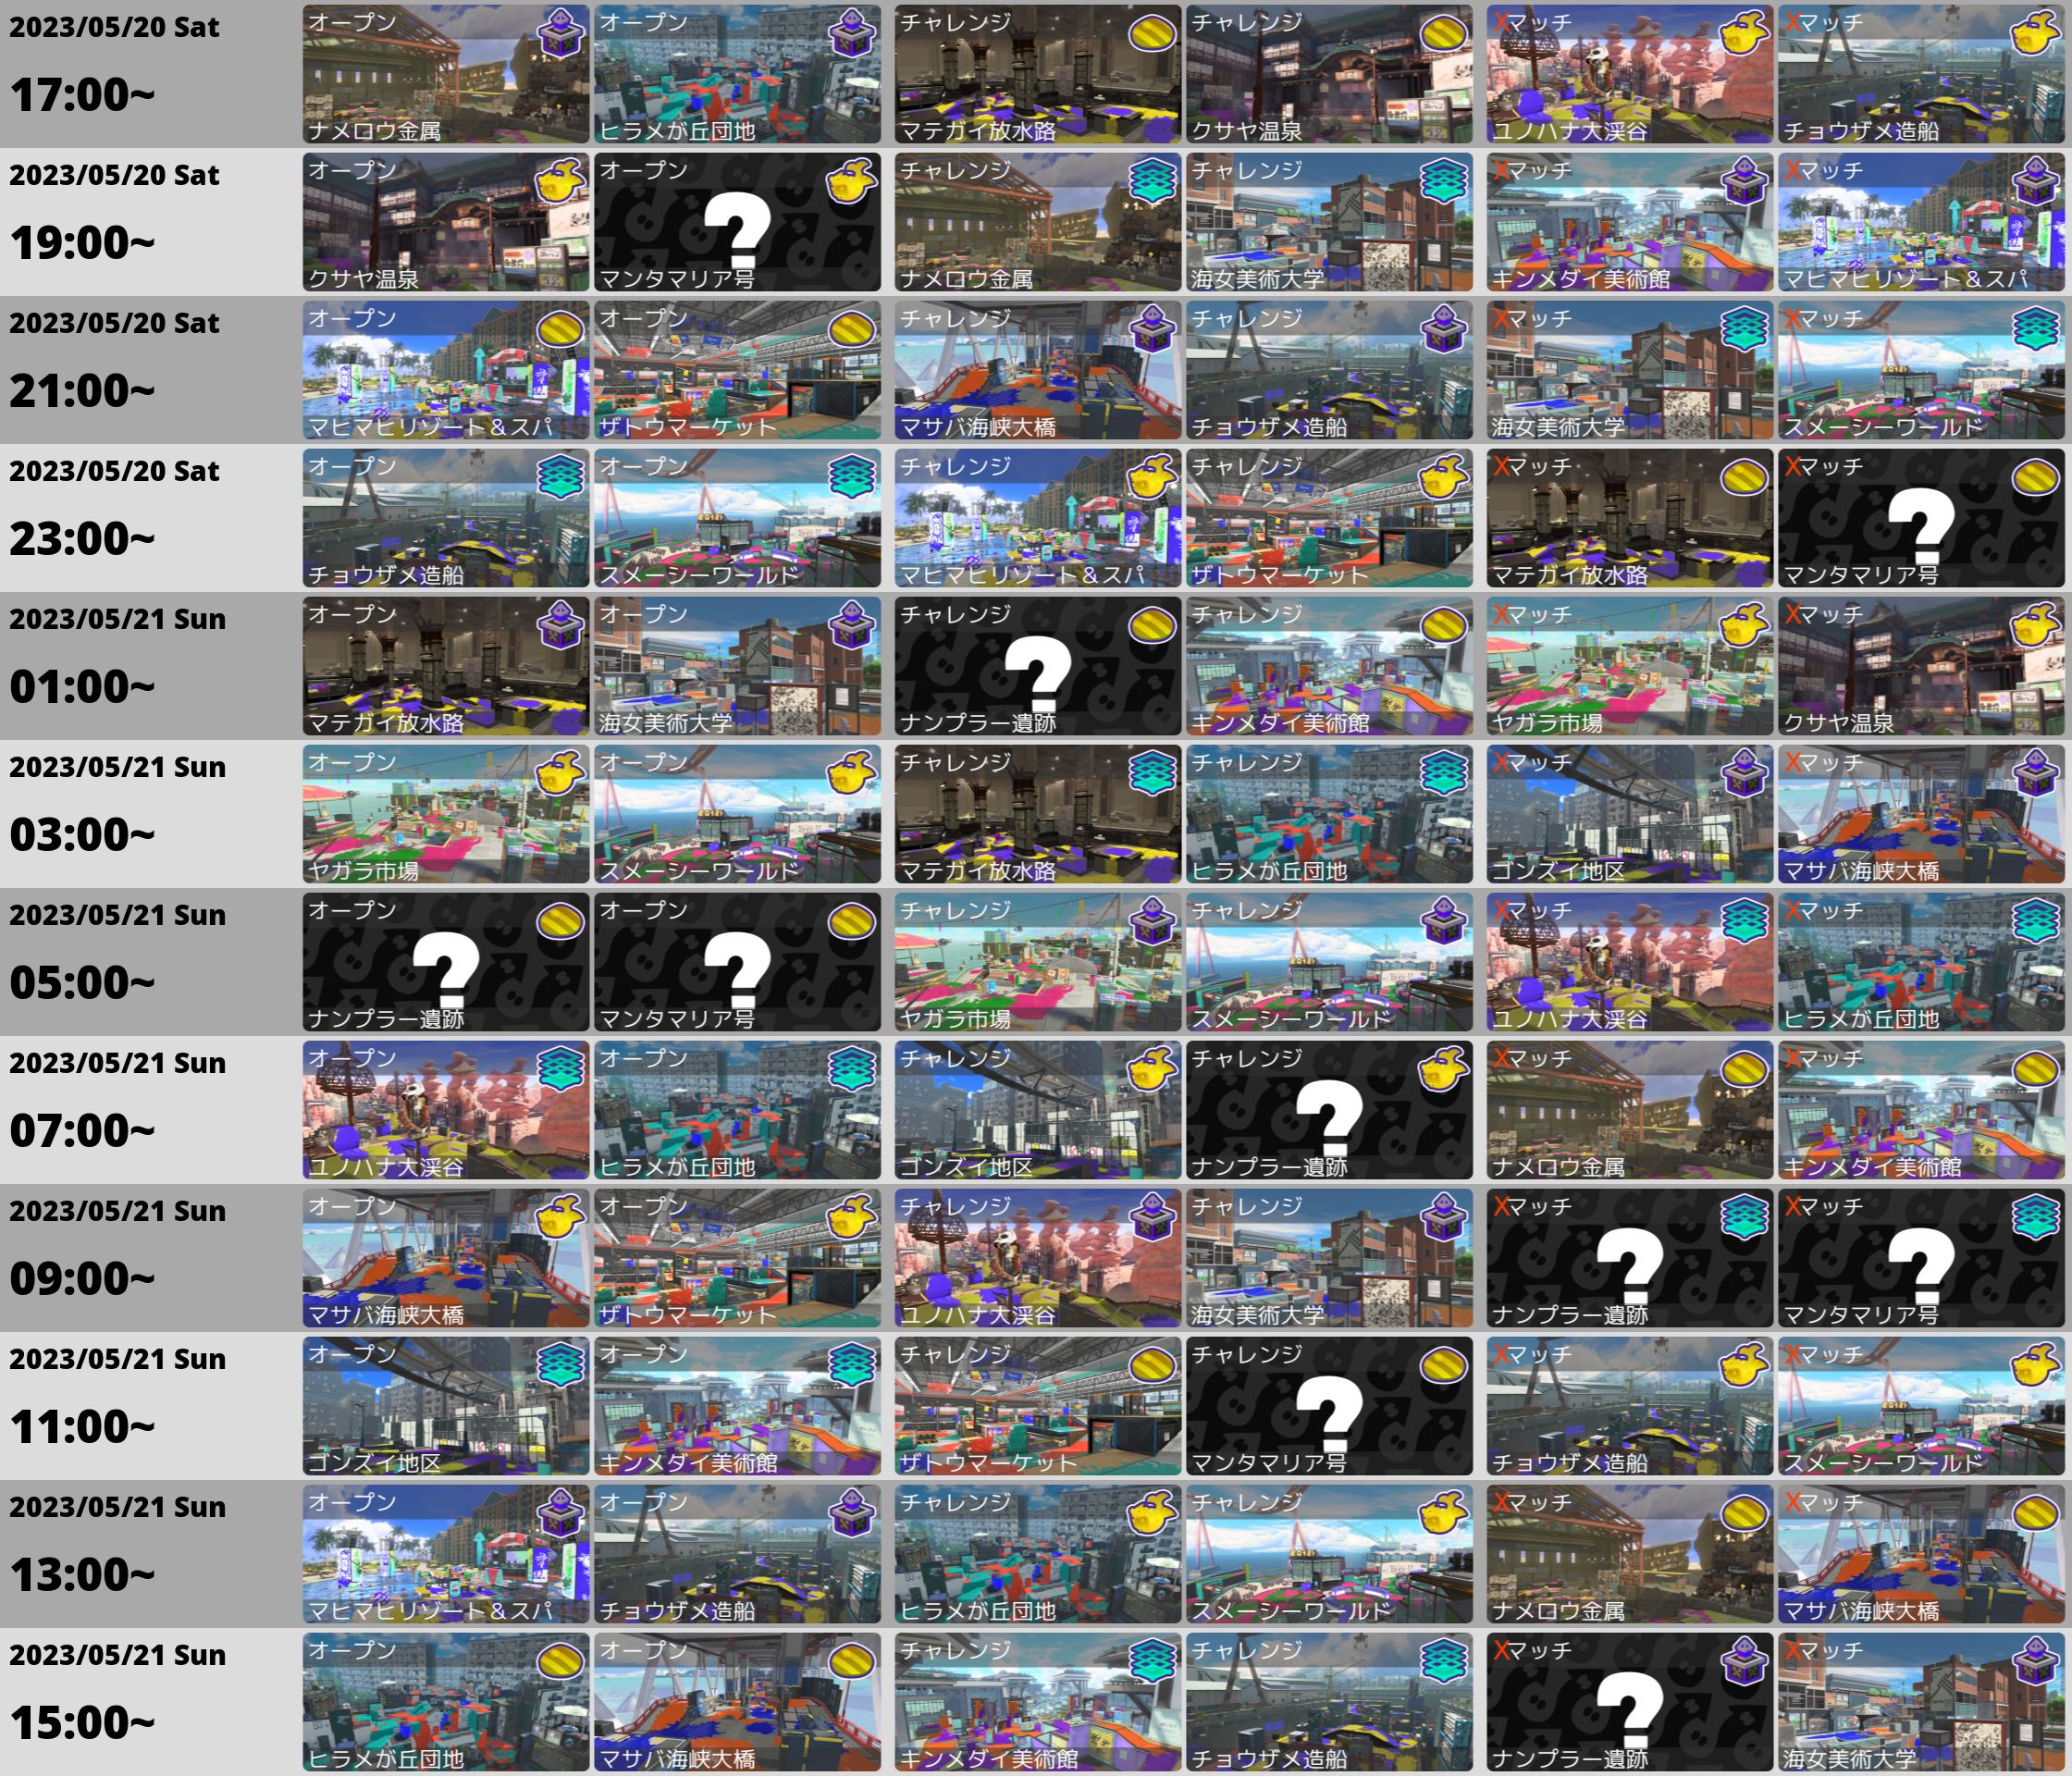 2023/05/20 Sat
17:00~
オープン オープン チャレンジ チャレンジ Xマッチ Xマッチ
ナメロウ金属 ヒラメが丘団地 マテガイ放水路 クサヤ温泉 ユノハナ大渓谷 チョウザメ造船
2023/05/20 Sat
19:00~
オープン オープン チャレンジ チャレンジ Xマッチ Xマッチ
クサヤ温泉 マンタマリア号 ナメロウ金属 海女美術大学 キンメダイ美術館 マヒマヒリゾート＆スパ
2023/05/20 Sat
21:00~
オープン オープン チャレンジ チャレンジ Xマッチ Xマッチ
マヒマヒリゾート＆スパ ザトウマーケット マサバ海峡大橋 チョウザメ造船 海女美術大学 スメーシーワールド
2023/05/20 Sat
23:00~
オープン オープン チャレンジ チャレンジ Xマッチ Xマッチ
チョウザメ造船 スメーシーワールド マヒマヒリゾート＆スパ ザトウマーケット マテガイ放水路 マンタマリア号
2023/05/21 Sun
01:00~
オープン オープン チャレンジ チャレンジ Xマッチ Xマッチ
マテガイ放水路 海女美術大学 ナンプラー遺跡 キンメダイ美術館 ヤガラ市場 クサヤ温泉
2023/05/21 Sun
03:00~
オープン オープン チャレンジ チャレンジ Xマッチ Xマッチ
ヤガラ市場 スメーシーワールド マテガイ放水路 ヒラメが丘団地 ゴンズイ地区 マサバ海峡大橋
2023/05/21 Sun
05:00~
オープン オープン チャレンジ チャレンジ Xマッチ Xマッチ
ナンプラー遺跡 マンタマリア号 ヤガラ市場 スメーシーワールド ユノハナ大渓谷 ヒラメが丘団地
2023/05/21 Sun
07:00~
オープン オープン チャレンジ チャレンジ Xマッチ Xマッチ
ユノハナ大渓谷 ヒラメが丘団地 ゴンズイ地区 ナンプラー遺跡 ナメロウ金属 キンメダイ美術館
2023/05/21 Sun
09:00~
オープン オープン チャレンジ チャレンジ Xマッチ Xマッチ
マサバ海峡大橋 ザトウマーケット ユノハナ大渓谷 海女美術大学 ナンプラー遺跡 マンタマリア号
2023/05/21 Sun
11:00~
オープン オープン チャレンジ チャレンジ Xマッチ Xマッチ
ゴンズイ地区 キンメダイ美術館 ザトウマーケット マンタマリア号 チョウザメ造船 スメーシーワールド
2023/05/21 Sun
13:00~
オープン オープン チャレンジ チャレンジ Xマッチ Xマッチ
マヒマヒリゾート＆スパ チョウザメ造船 ヒラメが丘団地 スメーシーワールド ナメロウ金属 マサバ海峡大橋
2023/05/21 Sun
15:00~
オープン オープン チャレンジ チャレンジ Xマッチ Xマッチ
ヒラメが丘団地 マサバ海峡大橋 キンメダイ美術館 チョウザメ造船 ナンプラー遺跡 海女美術大学